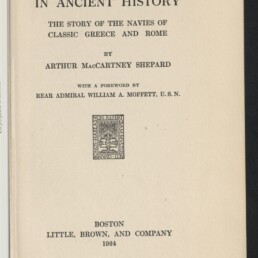 IN ANCIENT HISTORY
THE STORY OF THE NAVIES OF
CLASSIC GREECE AND ROME
BY
ARTHUR MACCARTNEY SHEPARD
WITH A FOREWORD BY
REAR ADMIRAL WILLIAM A. MOFFETT, U. S. N.
BOSTON
LITTLE, BROWN, AND COMPANY